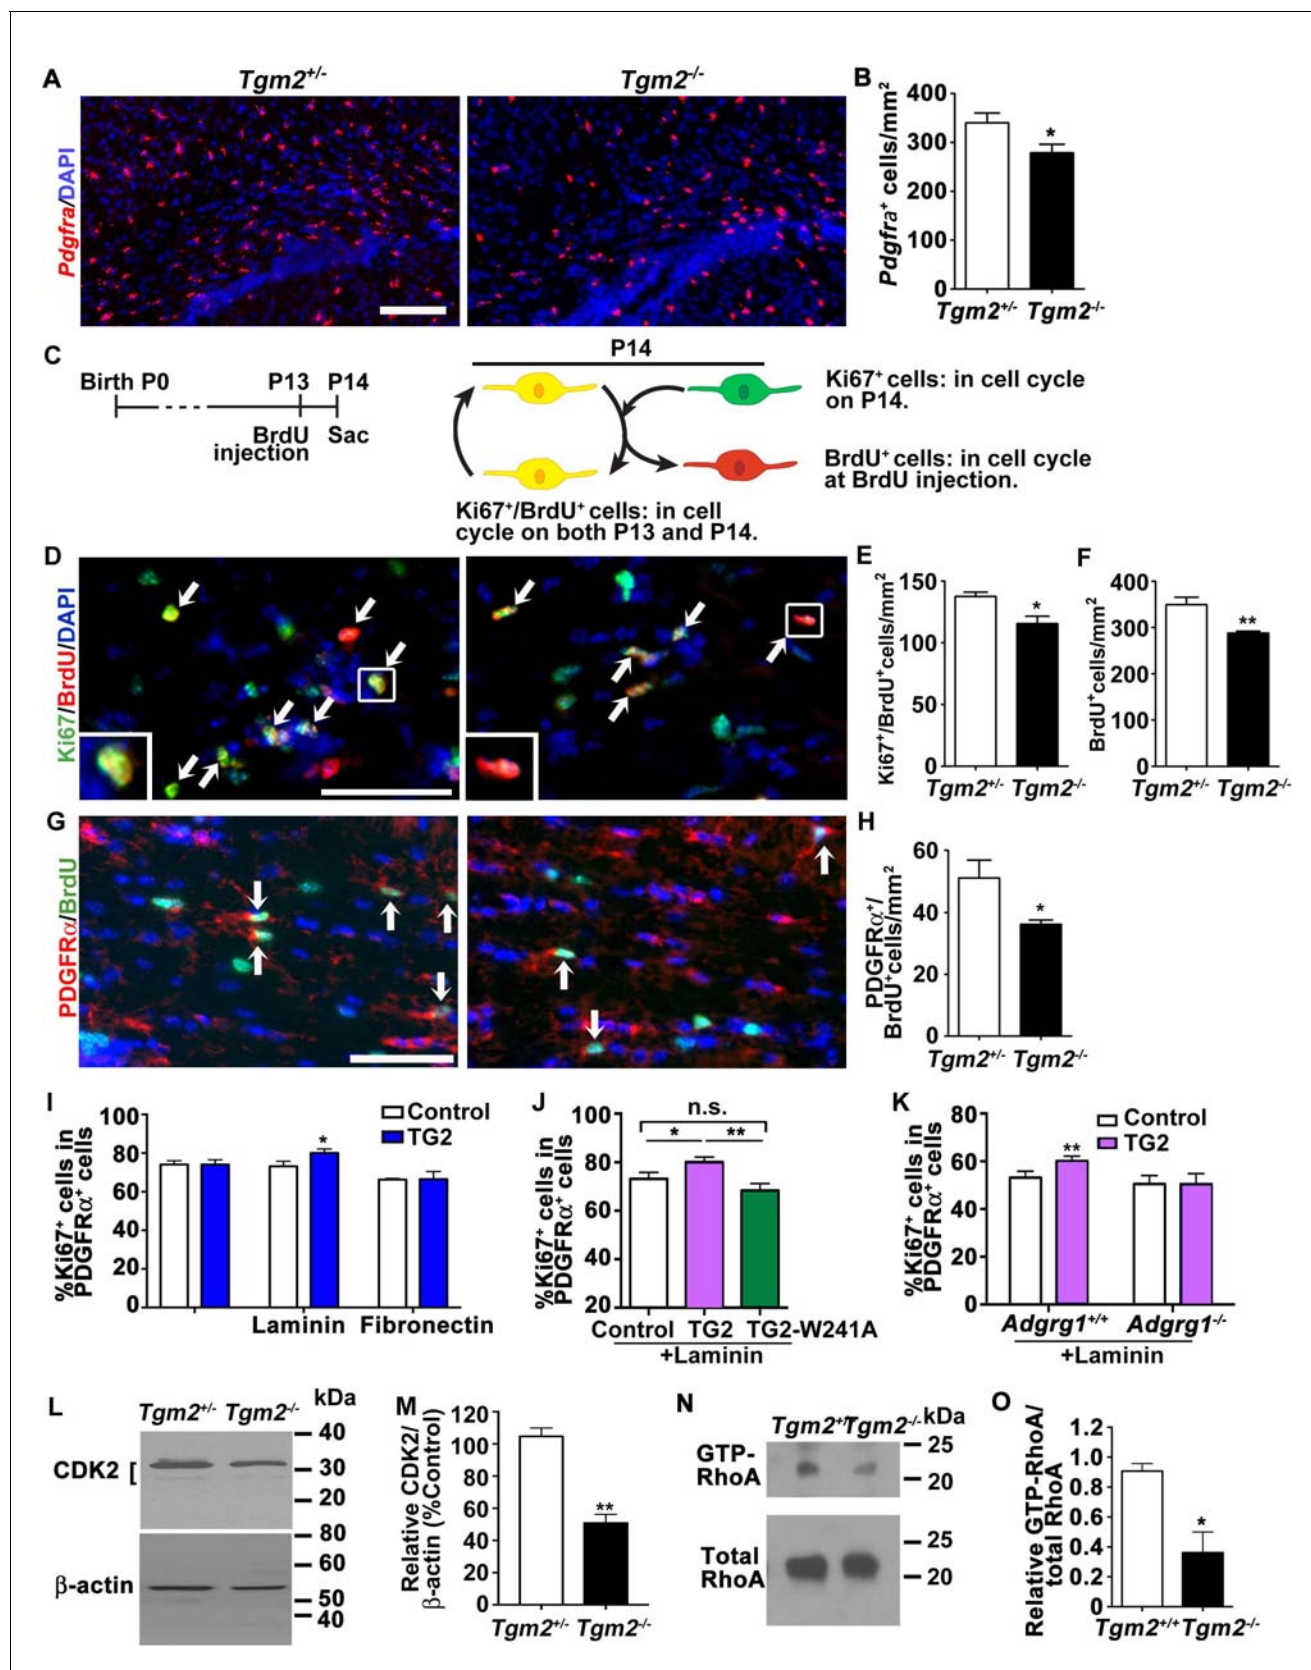 A
Tgm2+/-
Tgm2-/-
Pdgfra/DAPI
B
Pdgfra+ cells/mm2
400
300
200
100
0
Tgm2+/- Tgm2-/-
C
Birth P0
P13
P14
BrdU
injection
Sac
P14
Ki67+ cells: in cell cycle
on P14.
BrdU+ cells: in cell cycle
at BrdU injection.
Ki67+/BrdU+ cells: in cell
cycle on both P13 and P14.
D
Ki67/BrdU/DAPI
E
Ki67+/BrdU+cells/mm2
150
100
50
0
*
Tgm2+/- Tgm2-/-
F
BrdU+cells/mm2
400
300
200
100
0
**
Tgm2+/- Tgm2-/-
G
PDGFRα/BrdU
H
PDGFRα+/
BrdU+cells/mm2
60
40
20
0
*
Tgm2+/- Tgm2-/-
I
%Ki67+ cells in
PDGFRα+ cells
100
80
60
40
20
0
Control
TG2
*
Laminin
Fibronectin
J
%Ki67+ cells in
PDGFRα+ cells
100
80
60
40
20
n.s.
*
**
Control TG2 TG2-W241A
+Laminin
K
%Ki67+ cells in
PDGFRα+ cells
80
60
40
20
0
Control
TG2
**
Adgrg1+/+ Adgrg1-/-
+Laminin
L
Tgm2+/- Tgm2-/-
kDa
CDK2 [
40
30
20
β-actin
80
60
50
40
M
Relative CDK2/
β-actin (%Control)
120
100
80
60
40
20
0
**
Tgm2+/- Tgm2-/-
N
Tgm2+/ Tgm2-/-
kDa
GTP-
RhoA
25
20
Total
RhoA
25
20
O
Relative GTP-RhoA/
total RhoA
1.2
1.0
0.8
0.6
0.4
0.2
0
*
Tgm2+/+ Tgm2-/-